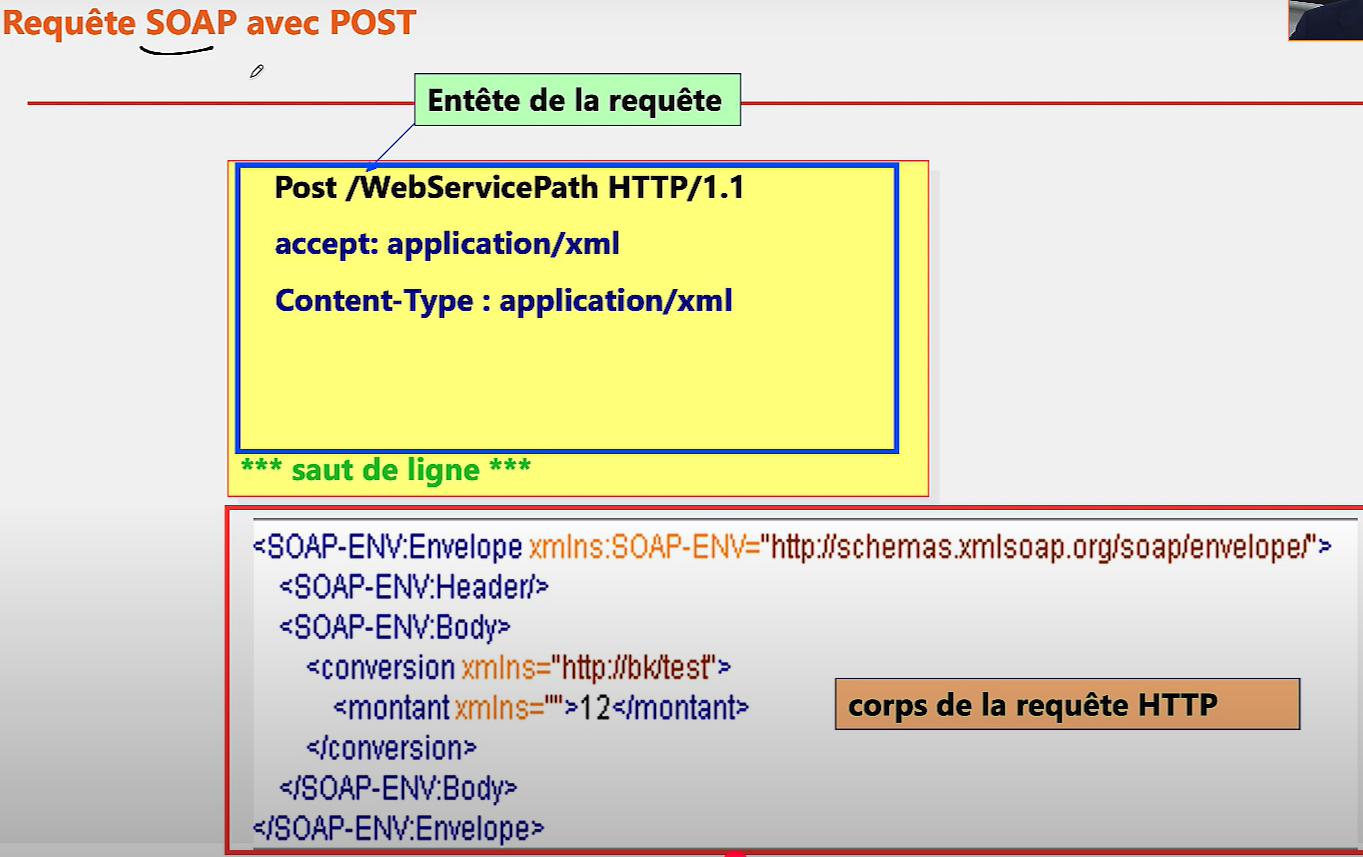 Requête SOAP avec POST
Entête de la requête
Post /WebServicePath HTTP/1.1
accept: application/xml
Content-Type : application/xml
*** saut de ligne ***
<SOAP-ENV:Envelope xmlns:SOAP-ENV="http://schemas.xmlsoap.org/soap/envelope/">
<SOAP-ENV:Header/>
<SOAP-ENV:Body>
<conversion xmlns="http://bk/test">
<montant xmlns="">12</montant>
corps de la requête HTTP
</conversion>
</SOAP-ENV:Body>
</SOAP-ENV:Envelope>